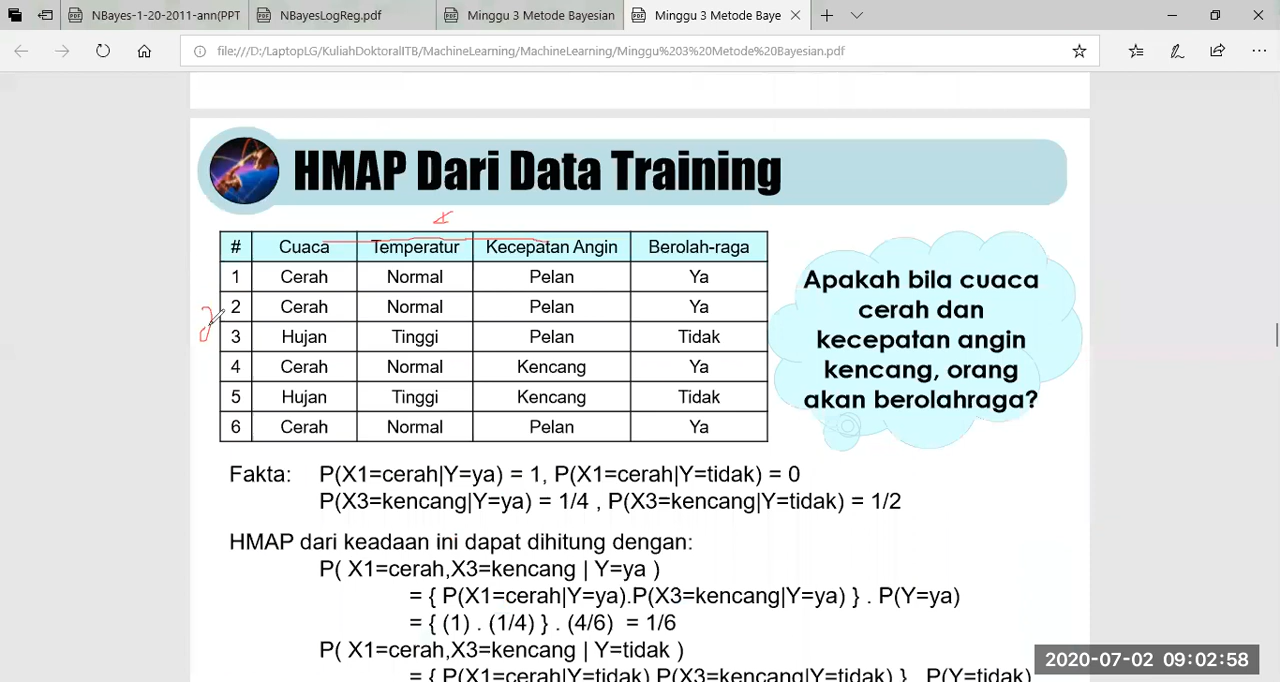 NBayes-1-20-2011-ann(PPT
NBayesLogReg.pdf
Minggu 3 Metode Bayesian
Minggu 3 Metode Baye
file:///D:/LaptopLG/KuliahDoktoralITB/MachineLearning/MachineLearning/Minggu%203%20Metode%20Bayesian.pdf
HMAP Dari Data Training
# Cuaca Temperatur Kecepatan Angin Berolah-raga
1 Cerah Normal Pelan Ya
2 Cerah Normal Pelan Ya
3 Hujan Tinggi Pelan Tidak
4 Cerah Normal Kencang Ya
5 Hujan Tinggi Kencang Tidak
6 Cerah Normal Pelan Ya
Apakah bila cuaca
cerah dan
kecepatan angin
kencang, orang
akan berolahraga?
Fakta: P(X1=cerah|Y=ya) = 1, P(X1=cerah|Y=tidak) = 0
P(X3=kencang|Y=ya) = 1/4 , P(X3=kencang|Y=tidak) = 1/2
HMAP dari keadaan ini dapat dihitung dengan:
P( X1=cerah,X3=kencang | Y=ya )
= { P(X1=cerah|Y=ya).P(X3=kencang|Y=ya) } . P(Y=ya)
= { (1) . (1/4) } . (4/6) = 1/6
P( X1=cerah,X3=kencang | Y=tidak )
= { P(X1=cerah|Y=tidak).P(X3=kencang|Y=tidak) } . P(Y=tidak)
2020-07-02 09:02:58